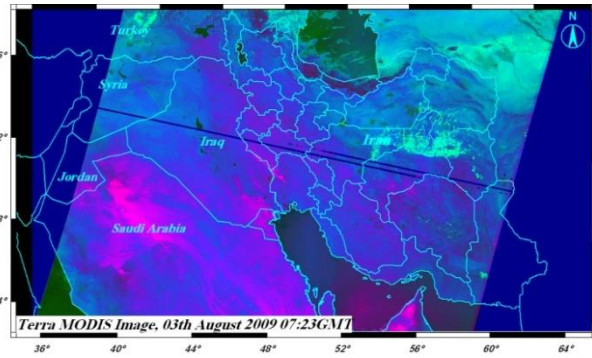 N
Turkey
Syria
Iraq
Iran
Jordan
Saudi Arabia
Terra MODIS Image, 03th August 2009 07:23GMT
36° 40° 44° 48° 52° 56° 60° 64°